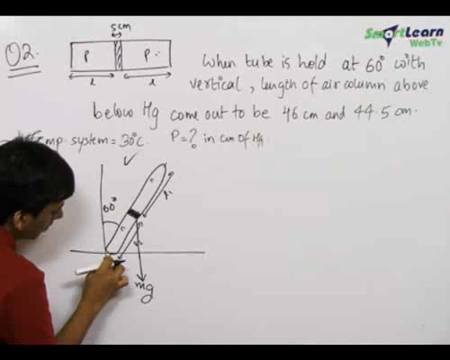 SmartLearn
WebTv
Q2.
5cm
P
P
l
l
When tube is held at 60° with
vertical, length of air column above
below Hg come out to be 46 cm and 44.5 cm.
Temp system = 30°C. P = ? in cm of Hg
60°
mg